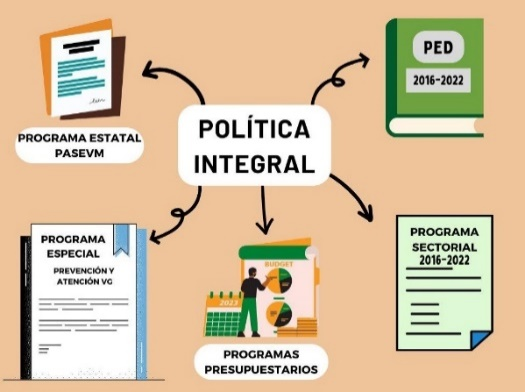 PED
2016-2022
POLÍTICA
INTEGRAL
PROGRAMA ESTATAL
PASEVM
PROGRAMA
ESPECIAL
PREVENCIÓN Y
ATENCIÓN VG
BUDGET
2023
PROGRAMAS
PRESUPUESTARIOS
PROGRAMA
SECTORIAL
2016-2022